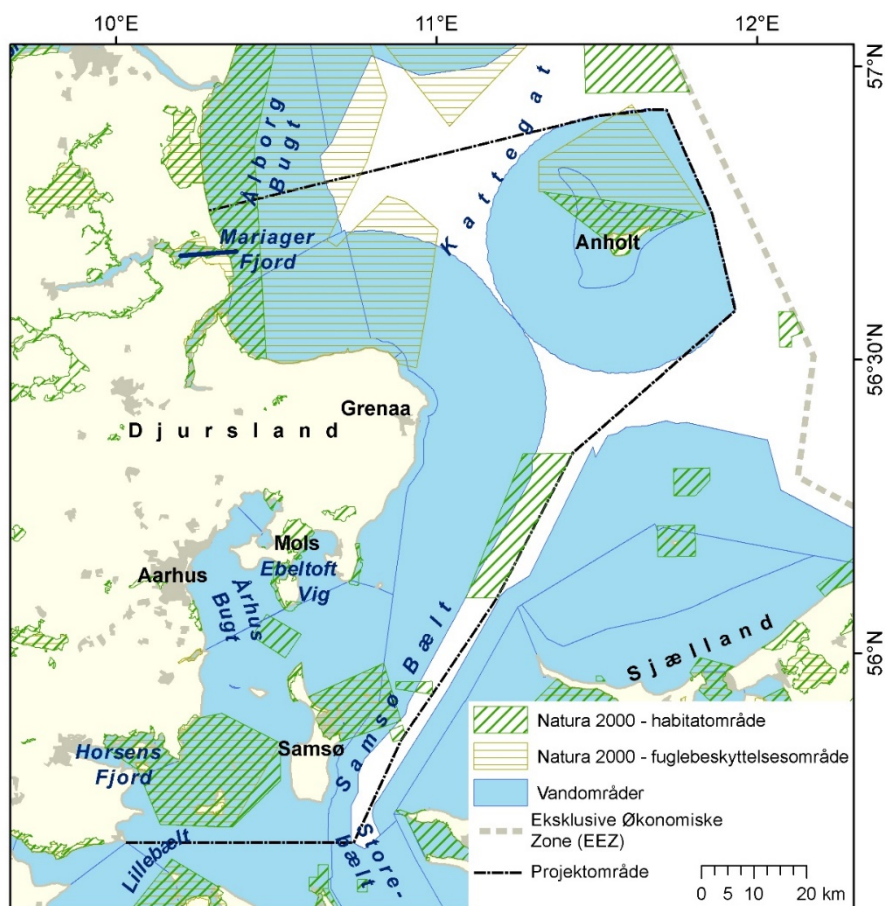 10°E
11°E
12°E
57°N
Ålborg
Bugt
Kattegat
Mariager
Fjord
Anholt
56°30'N
Grenaa
Djursland
Mols
Aarhus
Ebeltoft
Vig
Århus
Bugt
Samsø Bælt
Sjælland
56°N
Horsens
Fjord
Samsø
Lillebælt
Store-
bælt
Natura 2000 - habitatområde
Natura 2000 - fuglebeskyttelsesområde
Vandområder
Eksklusive Økonomiske
Zone (EEZ)
Projektområde
0 5 10 20 km